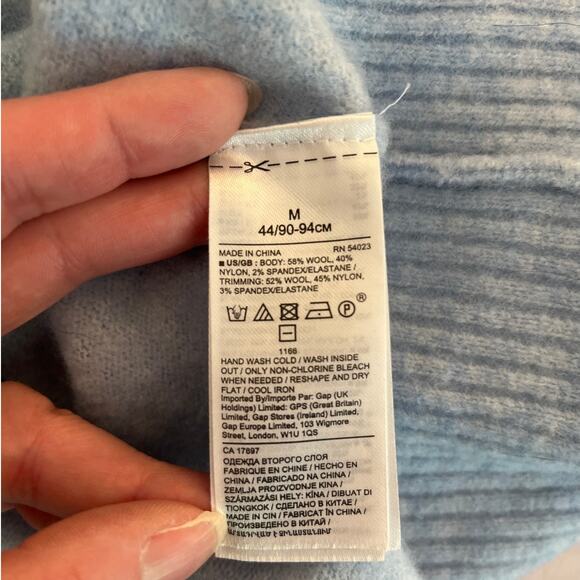 M
44/90-94см
MADE IN CHINA RN 54023
■ US/GB : BODY: 58% WOOL, 40%
NYLON, 2% SPANDEX/ELASTANE /
TRIMMING: 52% WOOL, 45% NYLON,
3% SPANDEX/ELASTANE
P ®
1166
HAND WASH COLD / WASH INSIDE
OUT / ONLY NON-CHLORINE BLEACH
WHEN NEEDED / RESHAPE AND DRY
FLAT / COOL IRON
Imported By/Importe Par: Gap (UK
Holdings) Limited: GPS (Great Britain)
Limited, Gap Stores (Ireland) Limited,
Gap Europe Limited, 103 Wigmore
Street, London, W1U 1QS
CA 17897
ОДЕЖДА ВТОРОГО СЛОЯ
FABRIQUE EN CHINE / HECHO EN
CHINA / FABRICADO NA CHINA /
ZEMLJA PROIZVODNJE KINA /
SZÁRMAZÁSI HELY: KÍNA / DIBUAT DI
TIONGKOK / СДЕЛАНО В КИТАЕ /
MADE IN CIN / FABRICAT ÎN CHINA /
ПРОИЗВЕДЕНО В КИТАЙ /